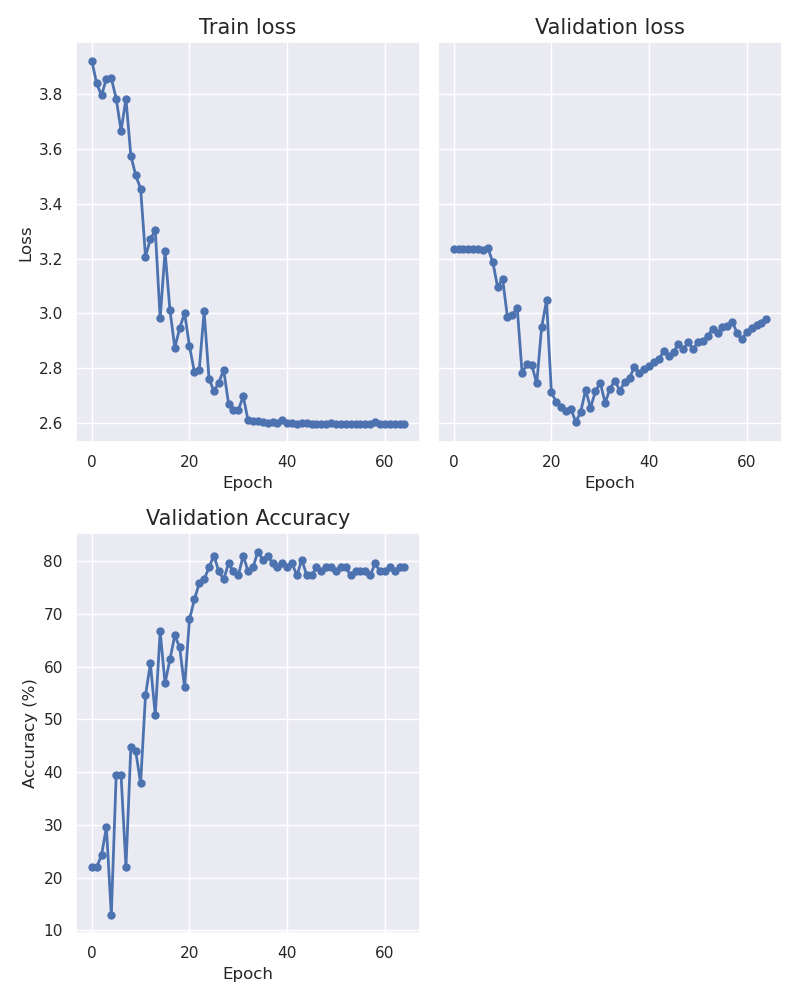 Train loss
Validation loss
Loss
3.8
3.6
3.4
3.2
3.0
2.8
2.6
0 20 40 60
0 20 40 60
Epoch
Epoch
Validation Accuracy
Accuracy (%)
80
70
60
50
40
30
20
10
0 20 40 60
Epoch